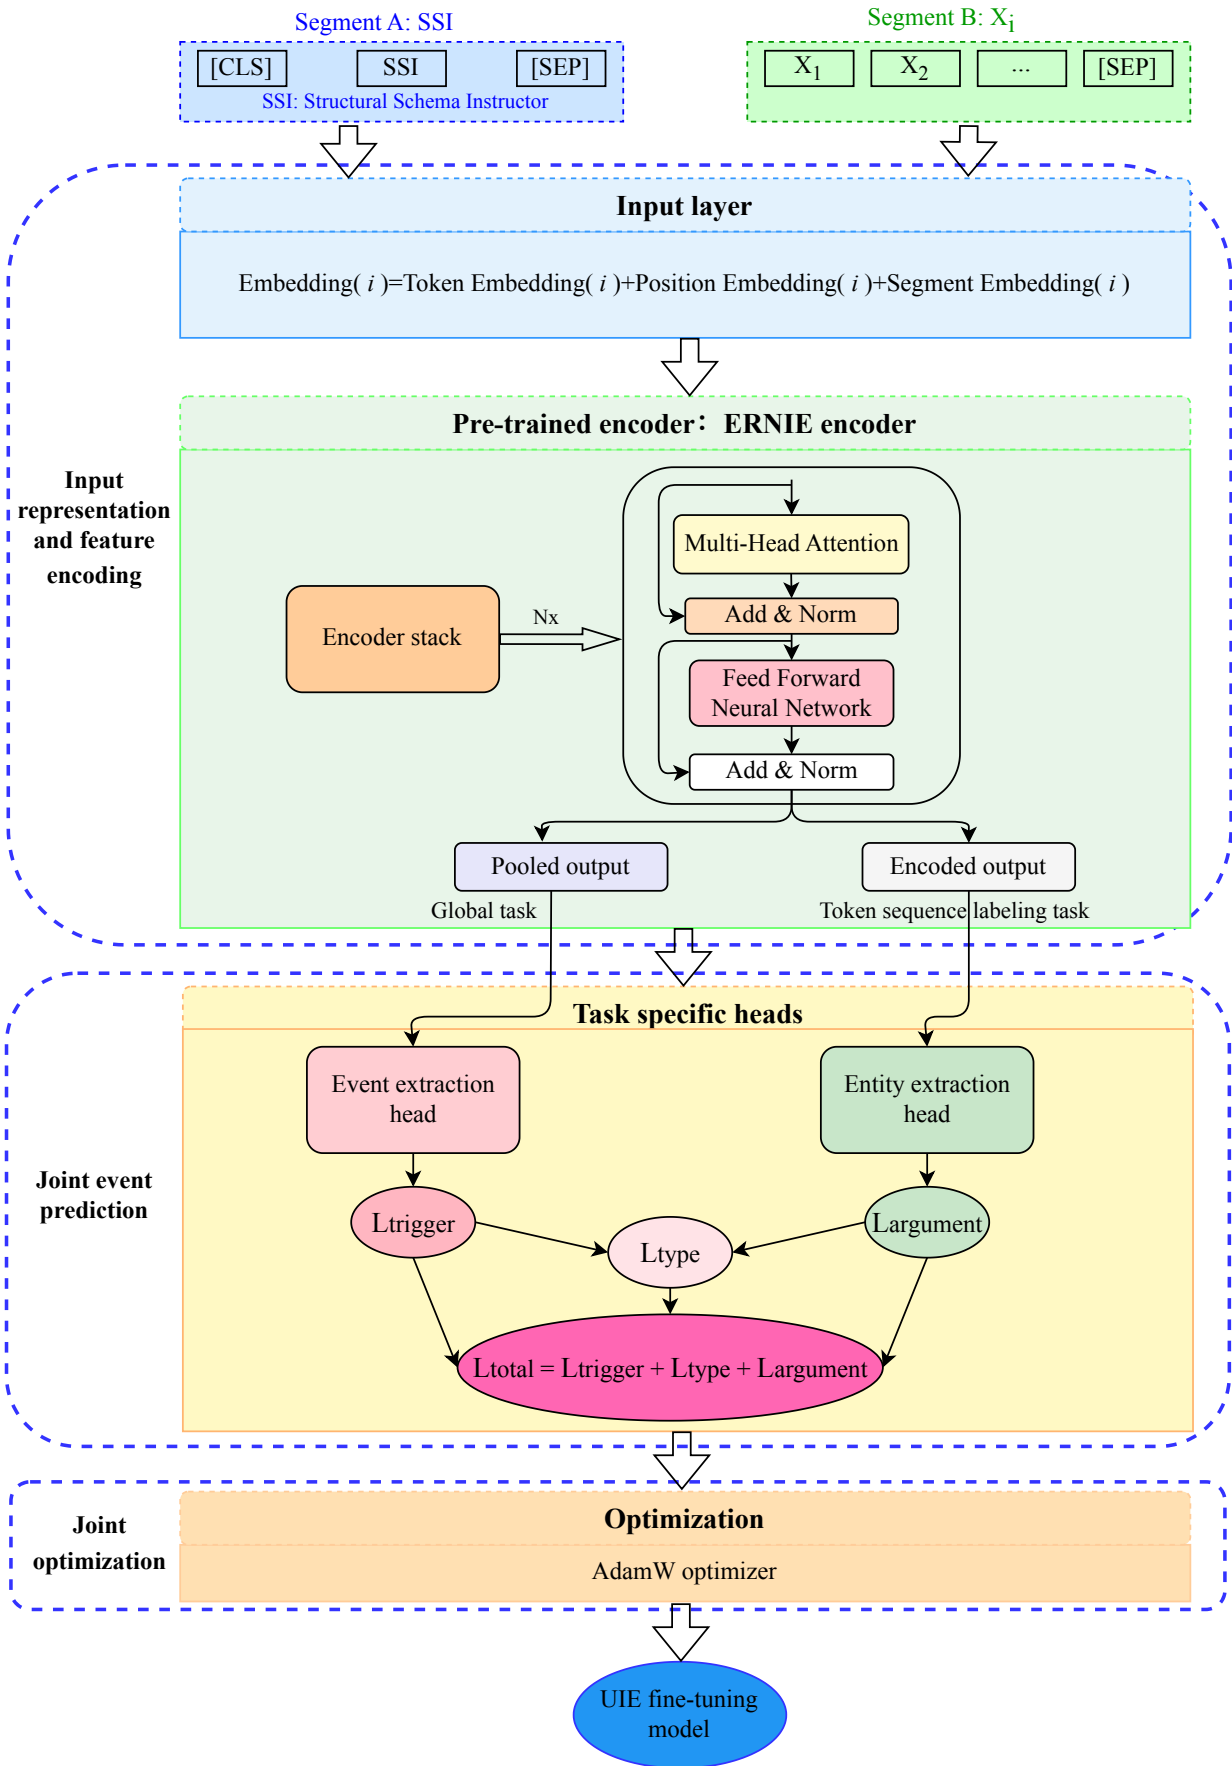 Segment A: SSI
Segment B: Xi
[CLS] SSI [SEP]
X1 X2 ... [SEP]
SSI: Structural Schema Instructor
Input layer
Embedding( i )=Token Embedding( i )+Position Embedding( i )+Segment Embedding( i )
Pre-trained encoder：ERNIE encoder
Input
representation
and feature
encoding
Multi-Head Attention
Add & Norm
Encoder stack
Nx
Feed Forward
Neural Network
Add & Norm
Pooled output
Encoded output
Global task
Token sequence labeling task
Task specific heads
Event extraction
head
Entity extraction
head
Joint event
prediction
Ltrigger
Ltype
Largument
Ltotal = Ltrigger + Ltype + Largument
Joint
optimization
Optimization
AdamW optimizer
UIE fine-tuning
model